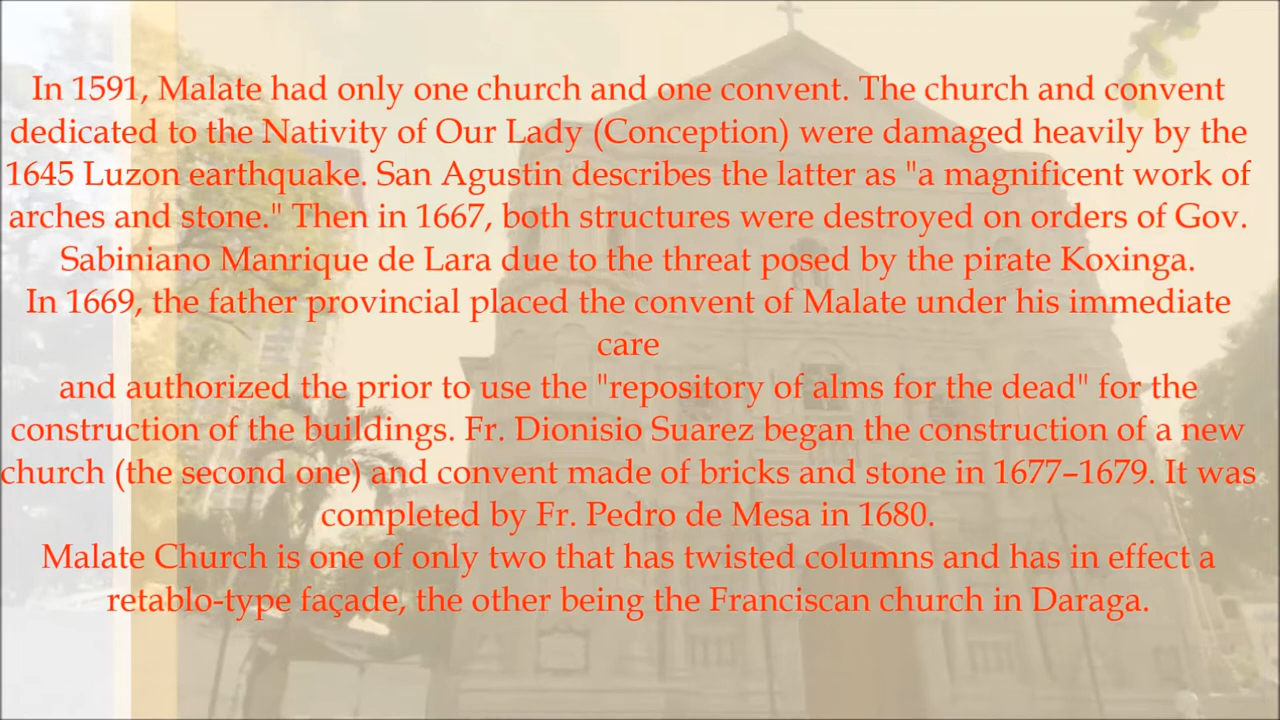 In 1591, Malate had only one church and one convent. The church and convent
dedicated to the Nativity of Our Lady (Conception) were damaged heavily by the
1645 Luzon earthquake. San Agustin describes the latter as "a magnificent work of
arches and stone." Then in 1667, both structures were destroyed on orders of Gov.
Sabiniano Manrique de Lara due to the threat posed by the pirate Koxinga.
In 1669, the father provincial placed the convent of Malate under his immediate
care
and authorized the prior to use the "repository of alms for the dead" for the
construction of the buildings. Fr. Dionisio Suarez began the construction of a new
church (the second one) and convent made of bricks and stone in 1677–1679. It was
completed by Fr. Pedro de Mesa in 1680.
Malate Church is one of only two that has twisted columns and has in effect a
retablo-type façade, the other being the Franciscan church in Daraga.